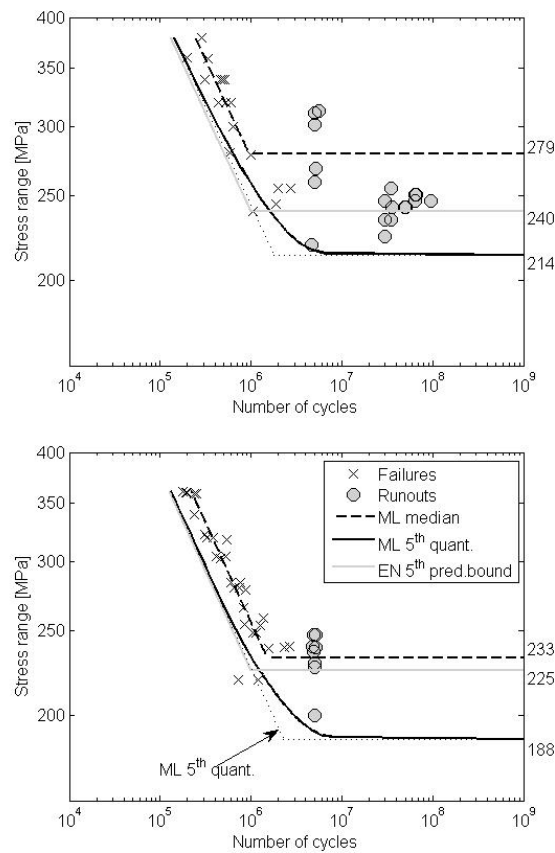 400
350
300
250
200
Stress range [MPa]
279
240
214
10^4
10^5
10^6
10^7
10^8
10^9
Number of cycles
400
350
300
250
200
Stress range [MPa]
Failures
Runouts
ML median
ML 5^th quant.
EN 5^th pred.bound
233
225
188
ML 5^th quant.
10^4
10^5
10^6
10^7
10^8
10^9
Number of cycles